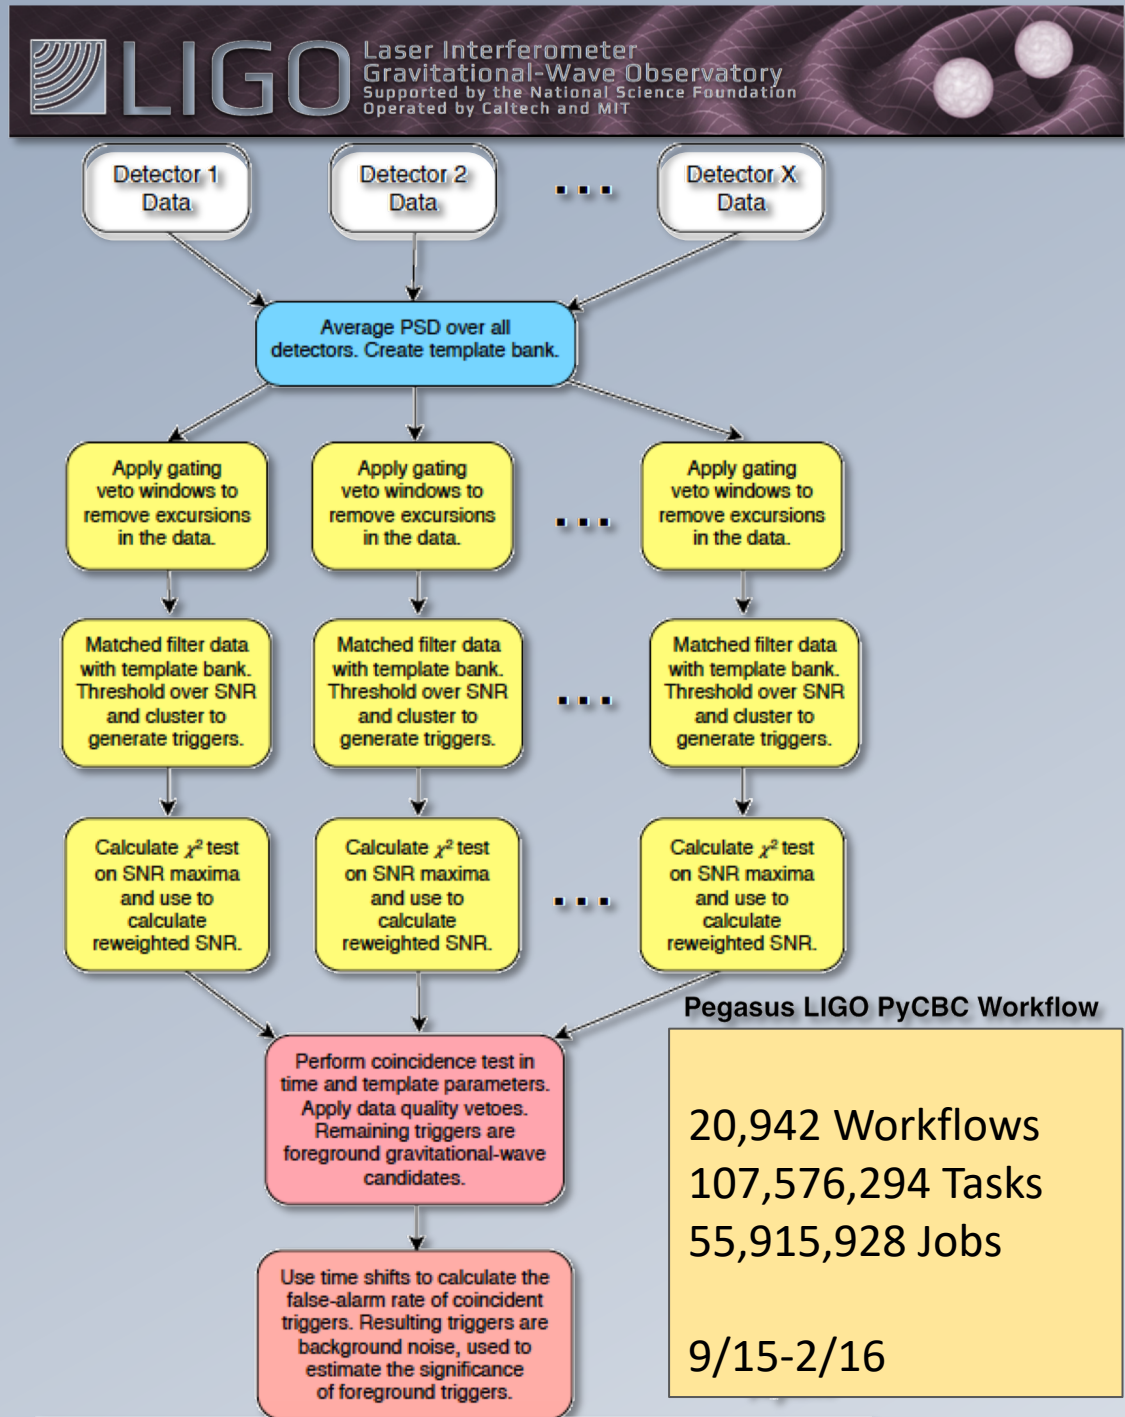 LIGO
Laser Interferometer
Gravitational-Wave Observatory
Supported by the National Science Foundation
Operated by Caltech and MIT
Detector 1
Data
Detector 2
Data
...
Detector X
Data
Average PSD over all
detectors. Create template bank.
Apply gating
veto windows to
remove excursions
in the data.
Apply gating
veto windows to
remove excursions
in the data.
...
Apply gating
veto windows to
remove excursions
in the data.
Matched filter data
with template bank.
Threshold over SNR
and cluster to
generate triggers.
Matched filter data
with template bank.
Threshold over SNR
and cluster to
generate triggers.
...
Matched filter data
with template bank.
Threshold over SNR
and cluster to
generate triggers.
Calculate χ² test
on SNR maxima
and use to
calculate
reweighted SNR.
Calculate χ² test
on SNR maxima
and use to
calculate
reweighted SNR.
...
Calculate χ² test
on SNR maxima
and use to
calculate
reweighted SNR.
Perform coincidence test in
time and template parameters.
Apply data quality vetoes.
Remaining triggers are
foreground gravitational-wave
candidates.
Use time shifts to calculate the
false-alarm rate of coincident
triggers. Resulting triggers are
background noise, used to
estimate the significance
of foreground triggers.
Pegasus LIGO PyCBC Workflow
20,942 Workflows
107,576,294 Tasks
55,915,928 Jobs
9/15-2/16